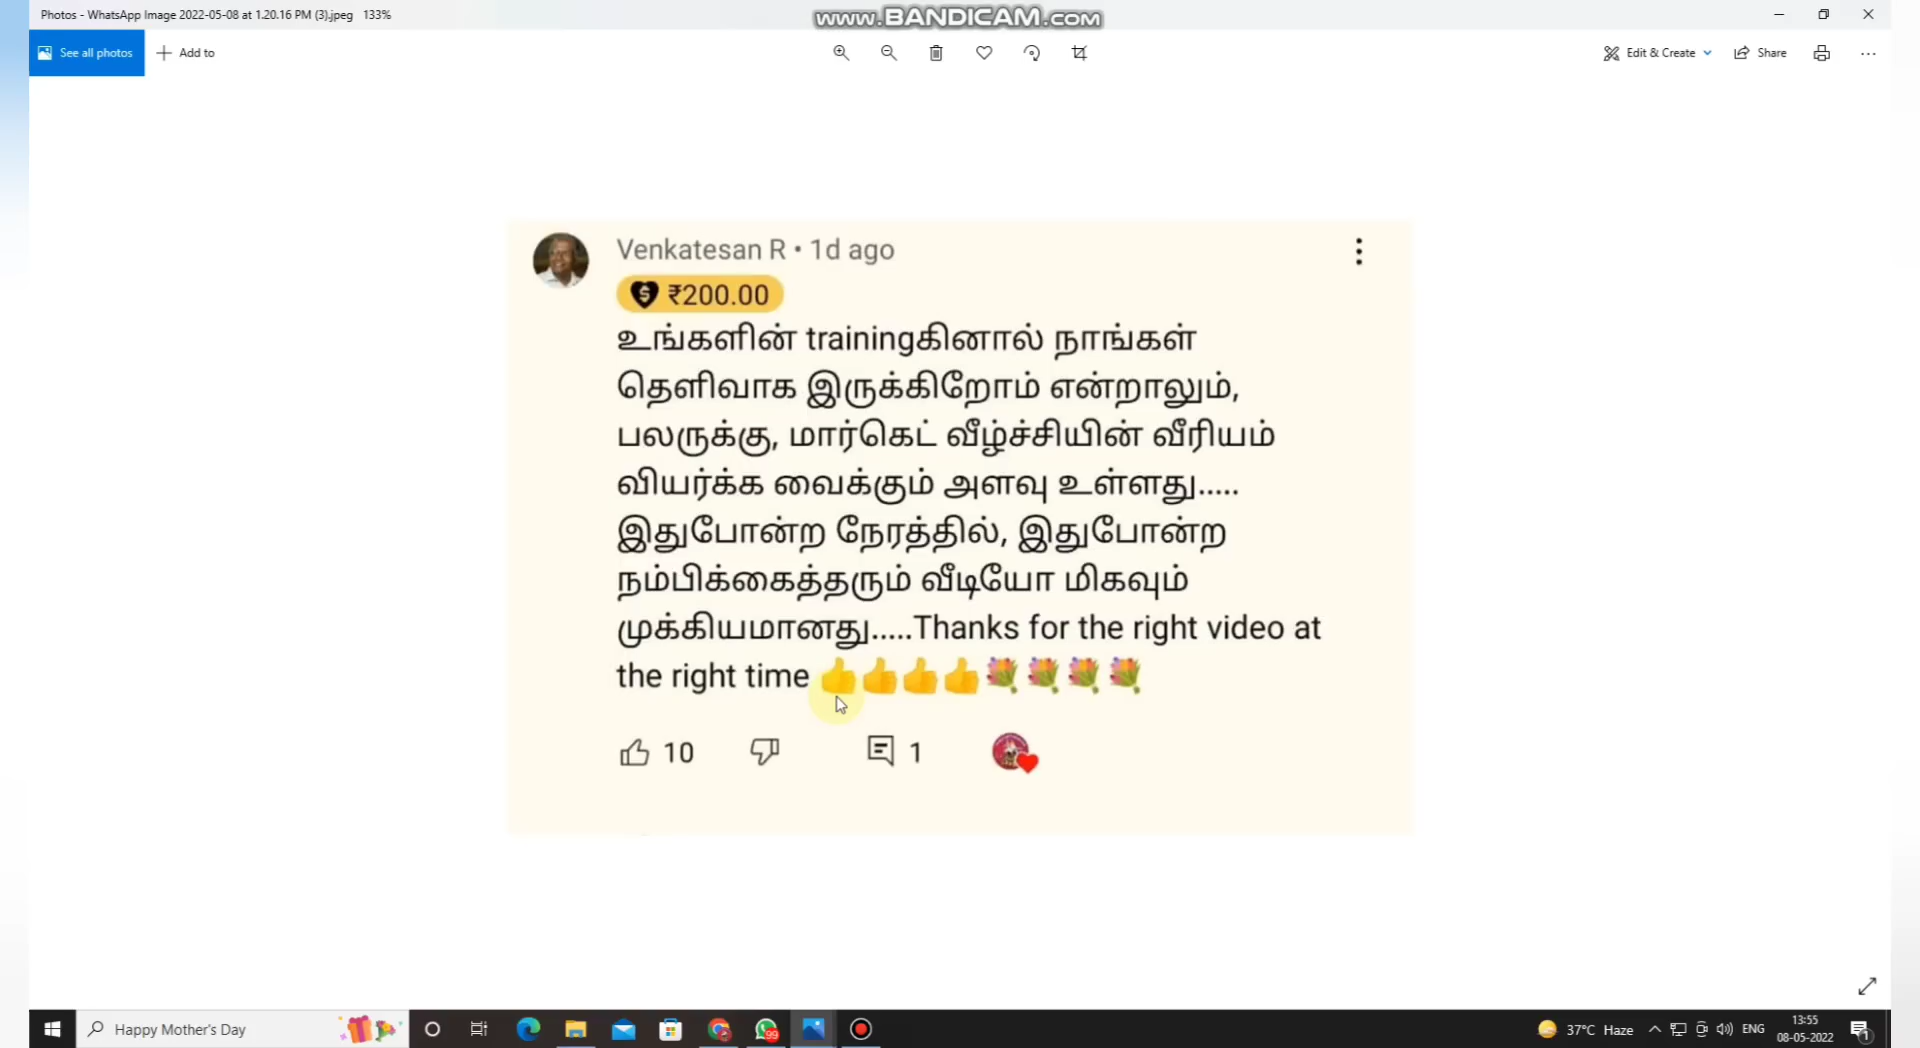 Photos - WhatsApp Image 2022-05-08 at 1.20.16 PM (3).jpeg 133%
www.BANDICAM.com
See all photos
Add to
Edit & Create
Share
Venkatesan R • 1d ago
₹200.00
உங்களின் trainingகினால் நாங்கள்
தெளிவாக இருக்கிறோம் என்றாலும்,
பலருக்கு, மார்கெட் வீழ்ச்சியின் வீரியம்
வியர்க்க வைக்கும் அளவு உள்ளது.....
இதுபோன்ற நேரத்தில், இதுபோன்ற
நம்பிக்கைத்தரும் வீடியோ மிகவும்
முக்கியமானது.....Thanks for the right video at
the right time 👍👍👍👍💐💐💐💐
10
1
Happy Mother's Day
99
37°C Haze
ENG
13:55
08-05-2022
1